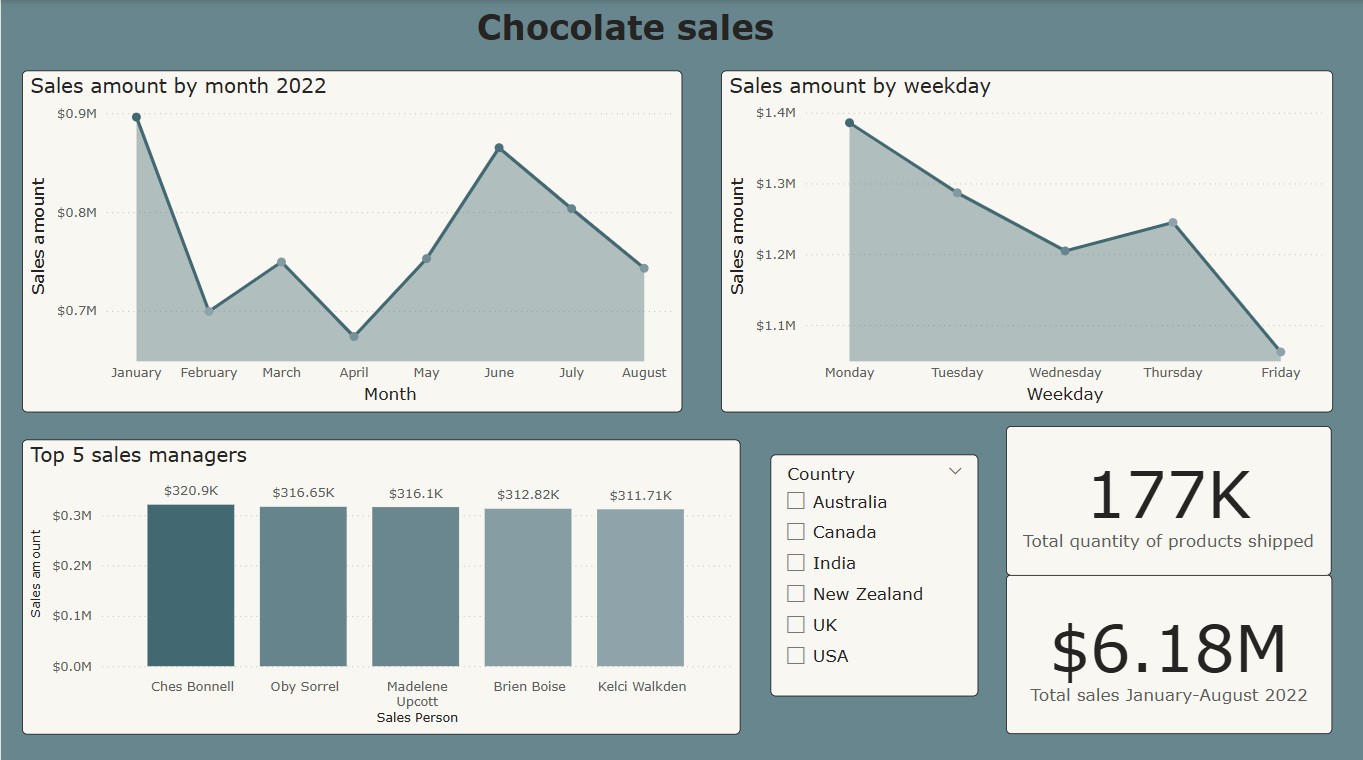 Chocolate sales
Sales amount by month 2022
$0.9M
$0.8M
$0.7M
Sales amount
January February March April May June July August
Month
Sales amount by weekday
$1.4M
$1.3M
$1.2M
$1.1M
Sales amount
Monday Tuesday Wednesday Thursday Friday
Weekday
Top 5 sales managers
$320.9K $316.65K $316.1K $312.82K $311.71K
$0.3M
$0.2M
$0.1M
$0.0M
Sales amount
Ches Bonnell Oby Sorrel Madelene Brien Boise Kelci Walkden
Upcott
Sales Person
Country
Australia
Canada
India
New Zealand
UK
USA
177K
Total quantity of products shipped
$6.18M
Total sales January-August 2022